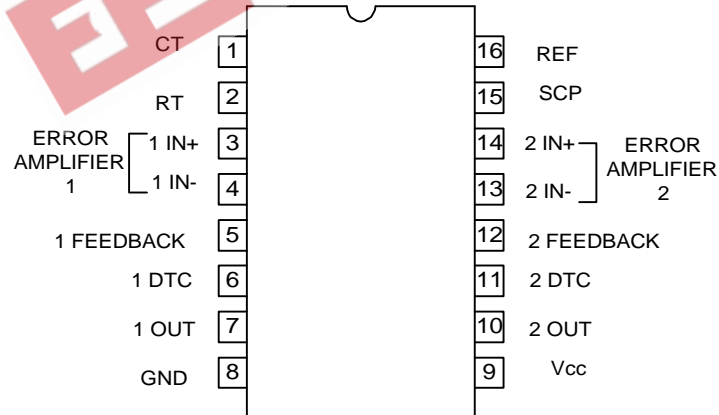 CT 1 16 REF
RT 2 15 SCP
ERROR AMPLIFIER 1
1 IN+ 3 14 2 IN+
1 IN- 4 13 2 IN-
ERROR AMPLIFIER 2
1 FEEDBACK 5 12 2 FEEDBACK
1 DTC 6 11 2 DTC
1 OUT 7 10 2 OUT
GND 8 9 Vcc